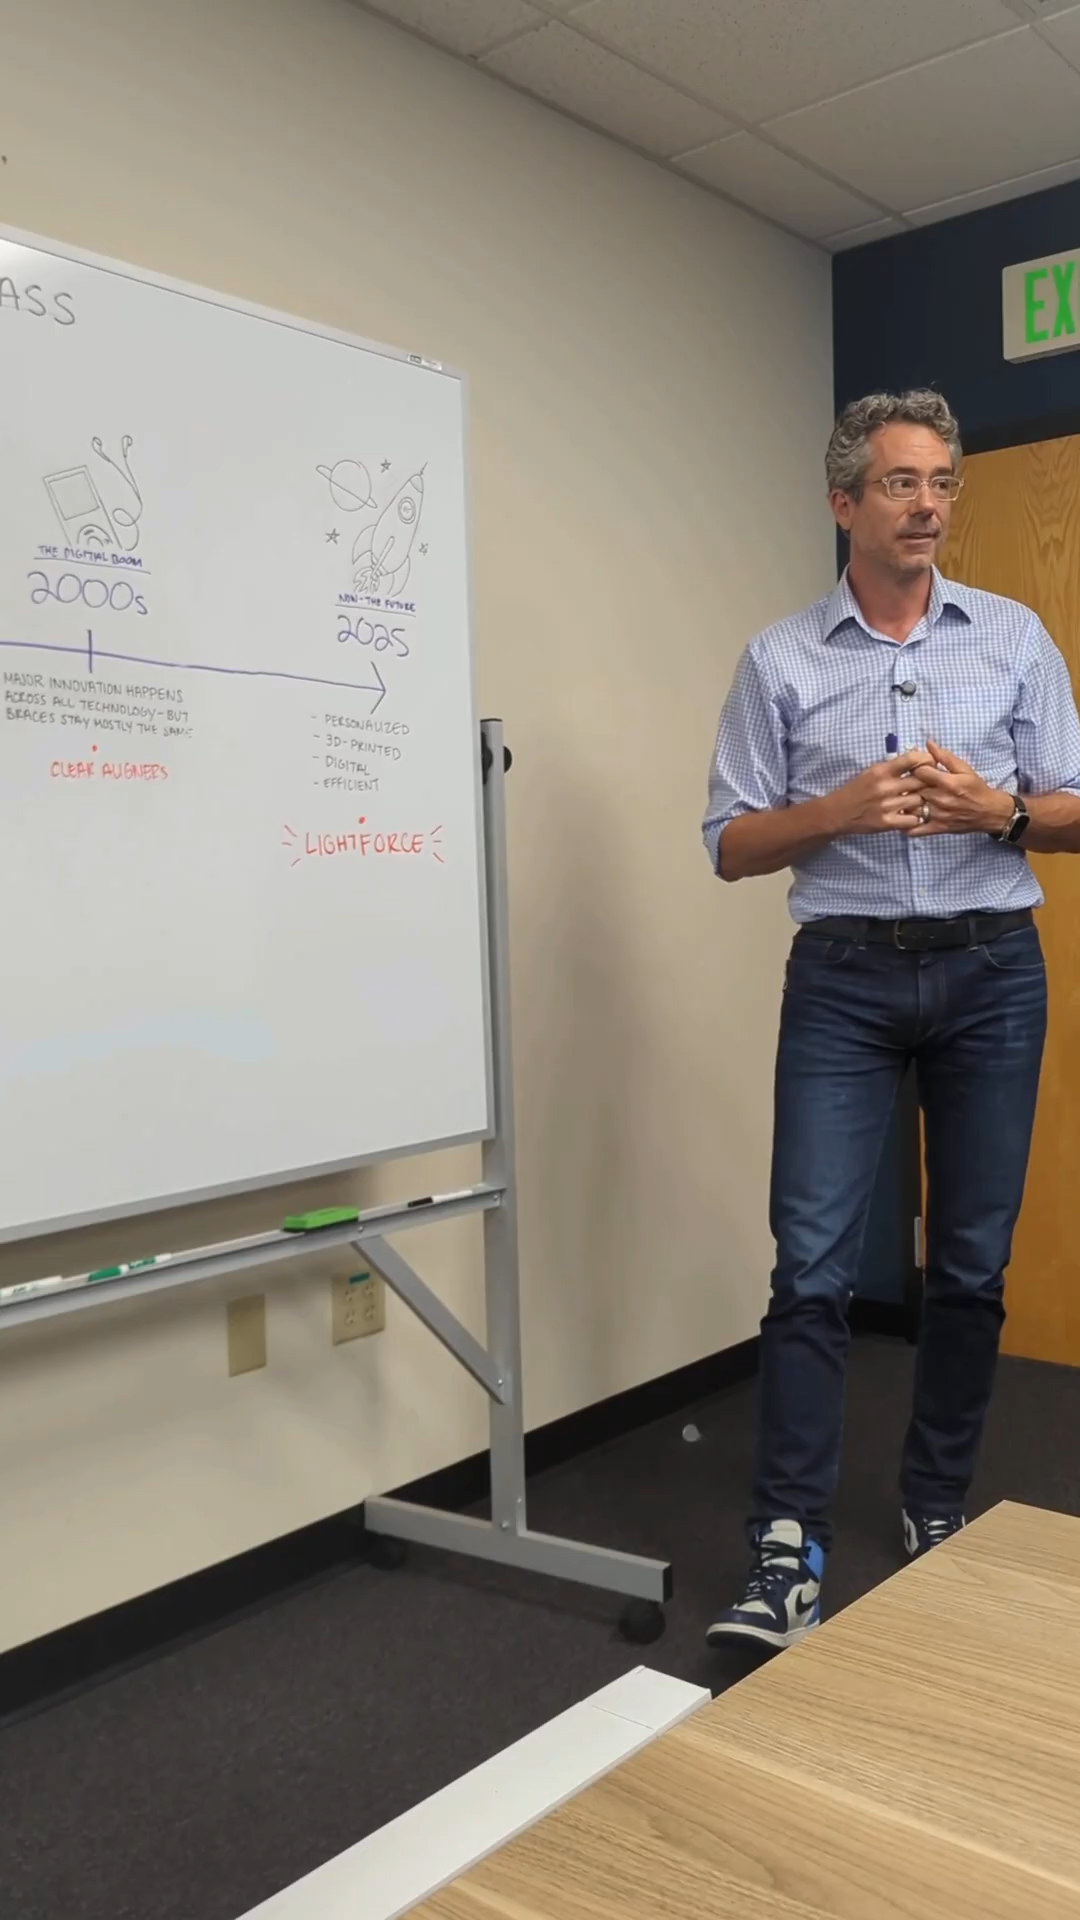 ASS
EX
THE DIGITAL BOOM
2000s
NOW-THE FUTURE
2025
MAJOR INNOVATION HAPPENS
ACROSS ALL TECHNOLOGY-BUT
BRACES STAY MOSTLY THE SAME
CLEAR ALIGNERS
- PERSONALIZED
- 3D-PRINTED
- DIGITAL
- EFFICIENT
LIGHTFORCE